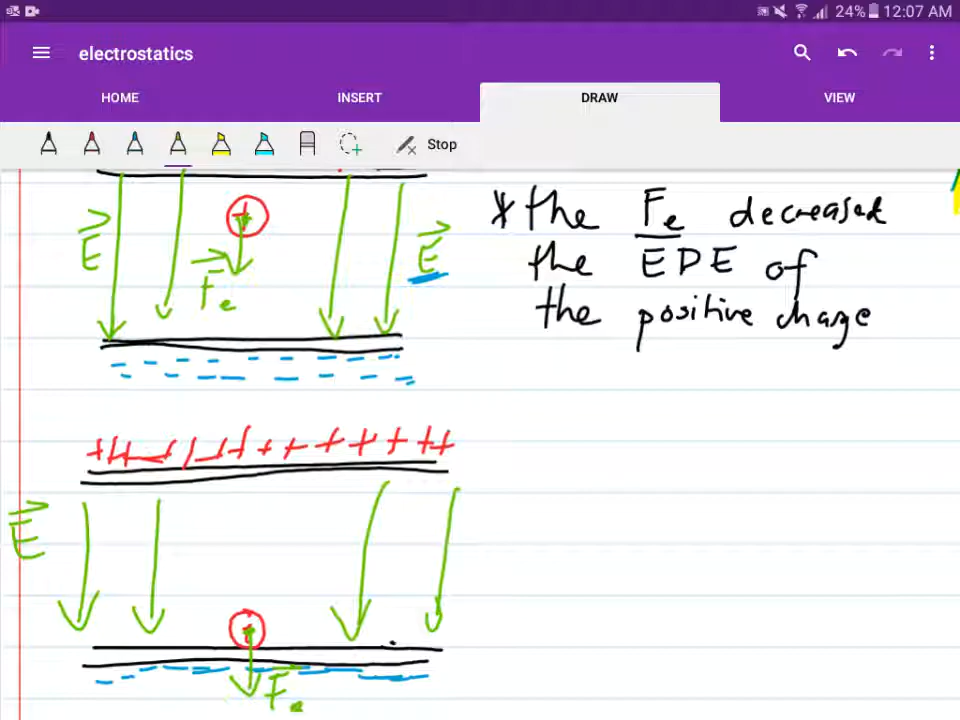 24% 12:07 AM
electrostatics
HOME INSERT DRAW VIEW
Stop
E
+
Fe
E
* the Fe decreased
the EPE of
the positive charge
+ + + + + + + +
E
+
Fe